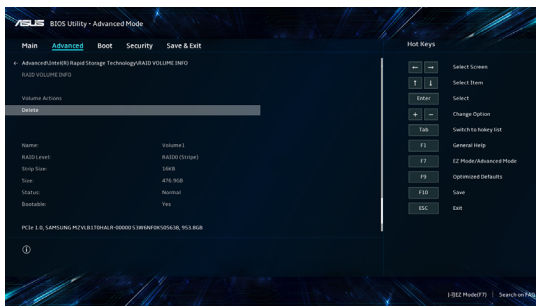 ASUS BIOS Utility - Advanced Mode
Main Advanced Boot Security Save & Exit
Hot Keys
← Advanced\Intel(R) Rapid Storage Technology\RAID VOLUME INFO
RAID VOLUME INFO
Volume Actions
Delete
Name: Volume1
RAID Level: RAID0 (Stripe)
Strip Size: 16KB
Size: 476.9GB
Status: Normal
Bootable: Yes
PCIe 1.0, SAMSUNG MZVLB1T0HALR-00000 S3W6NF0K505638, 953.8GB
← → Select Screen
↑ ↓ Select Item
Enter Select
+ − Change Option
Tab Switch to hokey list
F1 General Help
F7 EZ Mode/Advanced Mode
F9 Optimized Defaults
F10 Save
ESC Exit
EZ Mode(F7) | Search on FAQ